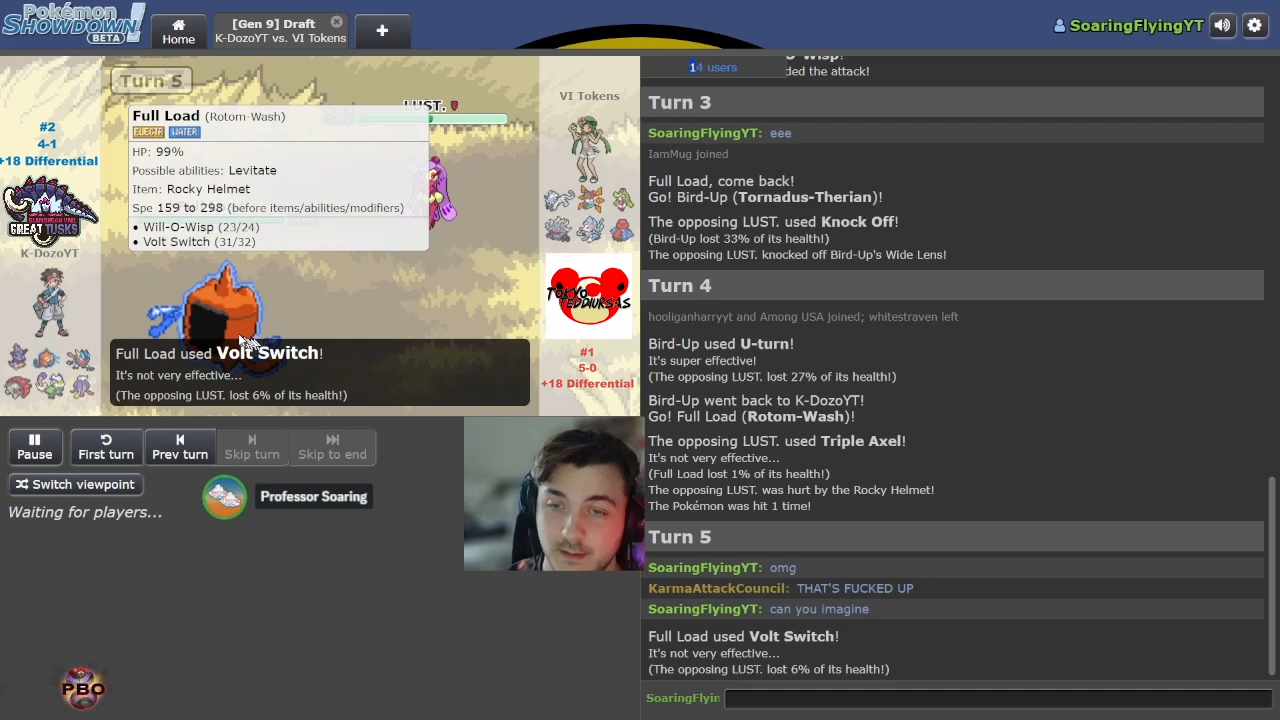 Pokémon
SHOWDOWN!
BETA
Home
[Gen 9] Draft
K-DozoYT vs. VI Tokens
SoaringFlyingYT
Turn 5
#2
4-1
+18 Differential
GREAT TUSKS
K-DozoYT
LUST.
Full Load (Rotom-Wash)
ELECTR WATER
HP: 99%
Possible abilities: Levitate
Item: Rocky Helmet
Spe 159 to 298 (before items/abilities/modifiers)
• Will-O-Wisp (23/24)
• Volt Switch (31/32)
Full Load used Volt Switch!
It's not very effective...
(The opposing LUST. lost 6% of its health!)
VI Tokens
TOKYO
TEDDIURSAS
#1
5-0
+18 Differential
Pause
First turn
Prev turn
Skip turn
Skip to end
Switch viewpoint
Professor Soaring
Waiting for players...
PBO
14 users
ded the attack!
Turn 3
SoaringFlyingYT: eee
IamMug joined
Full Load, come back!
Go! Bird-Up (Tornadus-Therian)!
The opposing LUST. used Knock Off!
(Bird-Up lost 33% of its health!)
The opposing LUST. knocked off Bird-Up's Wide Lens!
Turn 4
hooliganharryyt and Among USA joined; whitestraven left
Bird-Up used U-turn!
It's super effective!
(The opposing LUST. lost 27% of its health!)
Bird-Up went back to K-DozoYT!
Go! Full Load (Rotom-Wash)!
The opposing LUST. used Triple Axel!
It's not very effective...
(Full Load lost 1% of its health!)
The opposing LUST. was hurt by the Rocky Helmet!
The Pokémon was hit 1 time!
Turn 5
SoaringFlyingYT: omg
KarmaAttackCouncil: THAT'S FUCKED UP
SoaringFlyingYT: can you imagine
Full Load used Volt Switch!
It's not very effective...
(The opposing LUST. lost 6% of its health!)
SoaringFlyin